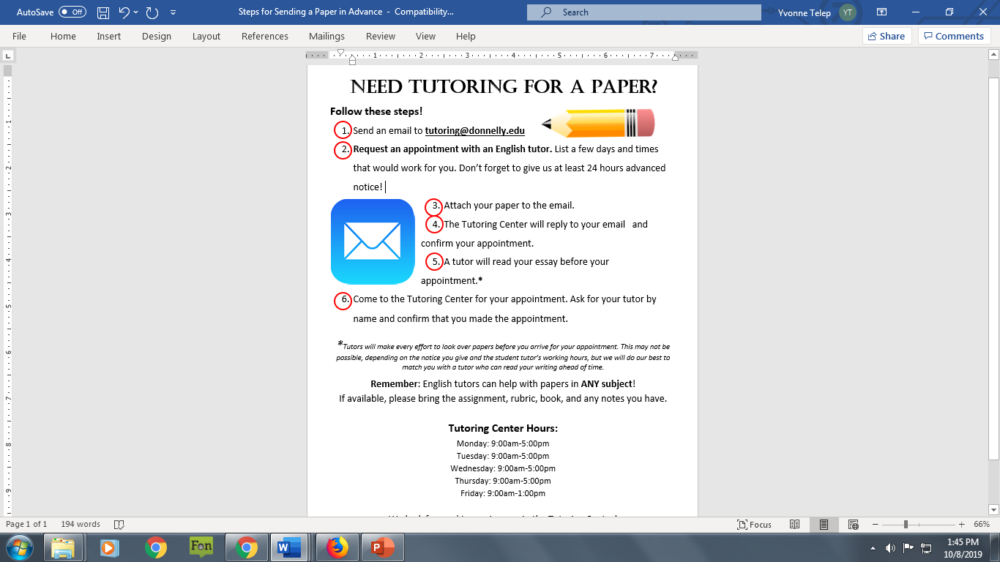 AutoSave Off Steps for Sending a Paper in Advance - Compatibility... Search Yvonne Telep YT
File Home Insert Design Layout References Mailings Review View Help Share Comments
1 2 3 4 5 6 7
NEED TUTORING FOR A PAPER?
Follow these steps!
1. Send an email to tutoring@donnelly.edu
2. Request an appointment with an English tutor. List a few days and times
that would work for you. Don't forget to give us at least 24 hours advanced
notice!
3. Attach your paper to the email.
4. The Tutoring Center will reply to your email and
confirm your appointment.
5. A tutor will read your essay before your
appointment.*
6. Come to the Tutoring Center for your appointment. Ask for your tutor by
name and confirm that you made the appointment.
*Tutors will make every effort to look over papers before you arrive for your appointment. This may not be
possible, depending on the notice you give and the student tutor's working hours, but we will do our best to
match you with a tutor who can read your writing ahead of time.
Remember: English tutors can help with papers in ANY subject!
If available, please bring the assignment, rubric, book, and any notes you have.
Tutoring Center Hours:
Monday: 9:00am-5:00pm
Tuesday: 9:00am-5:00pm
Wednesday: 9:00am-5:00pm
Thursday: 9:00am-5:00pm
Friday: 9:00am-1:00pm
Page 1 of 1 194 words Focus 66%
Fon
1:45 PM
10/8/2019